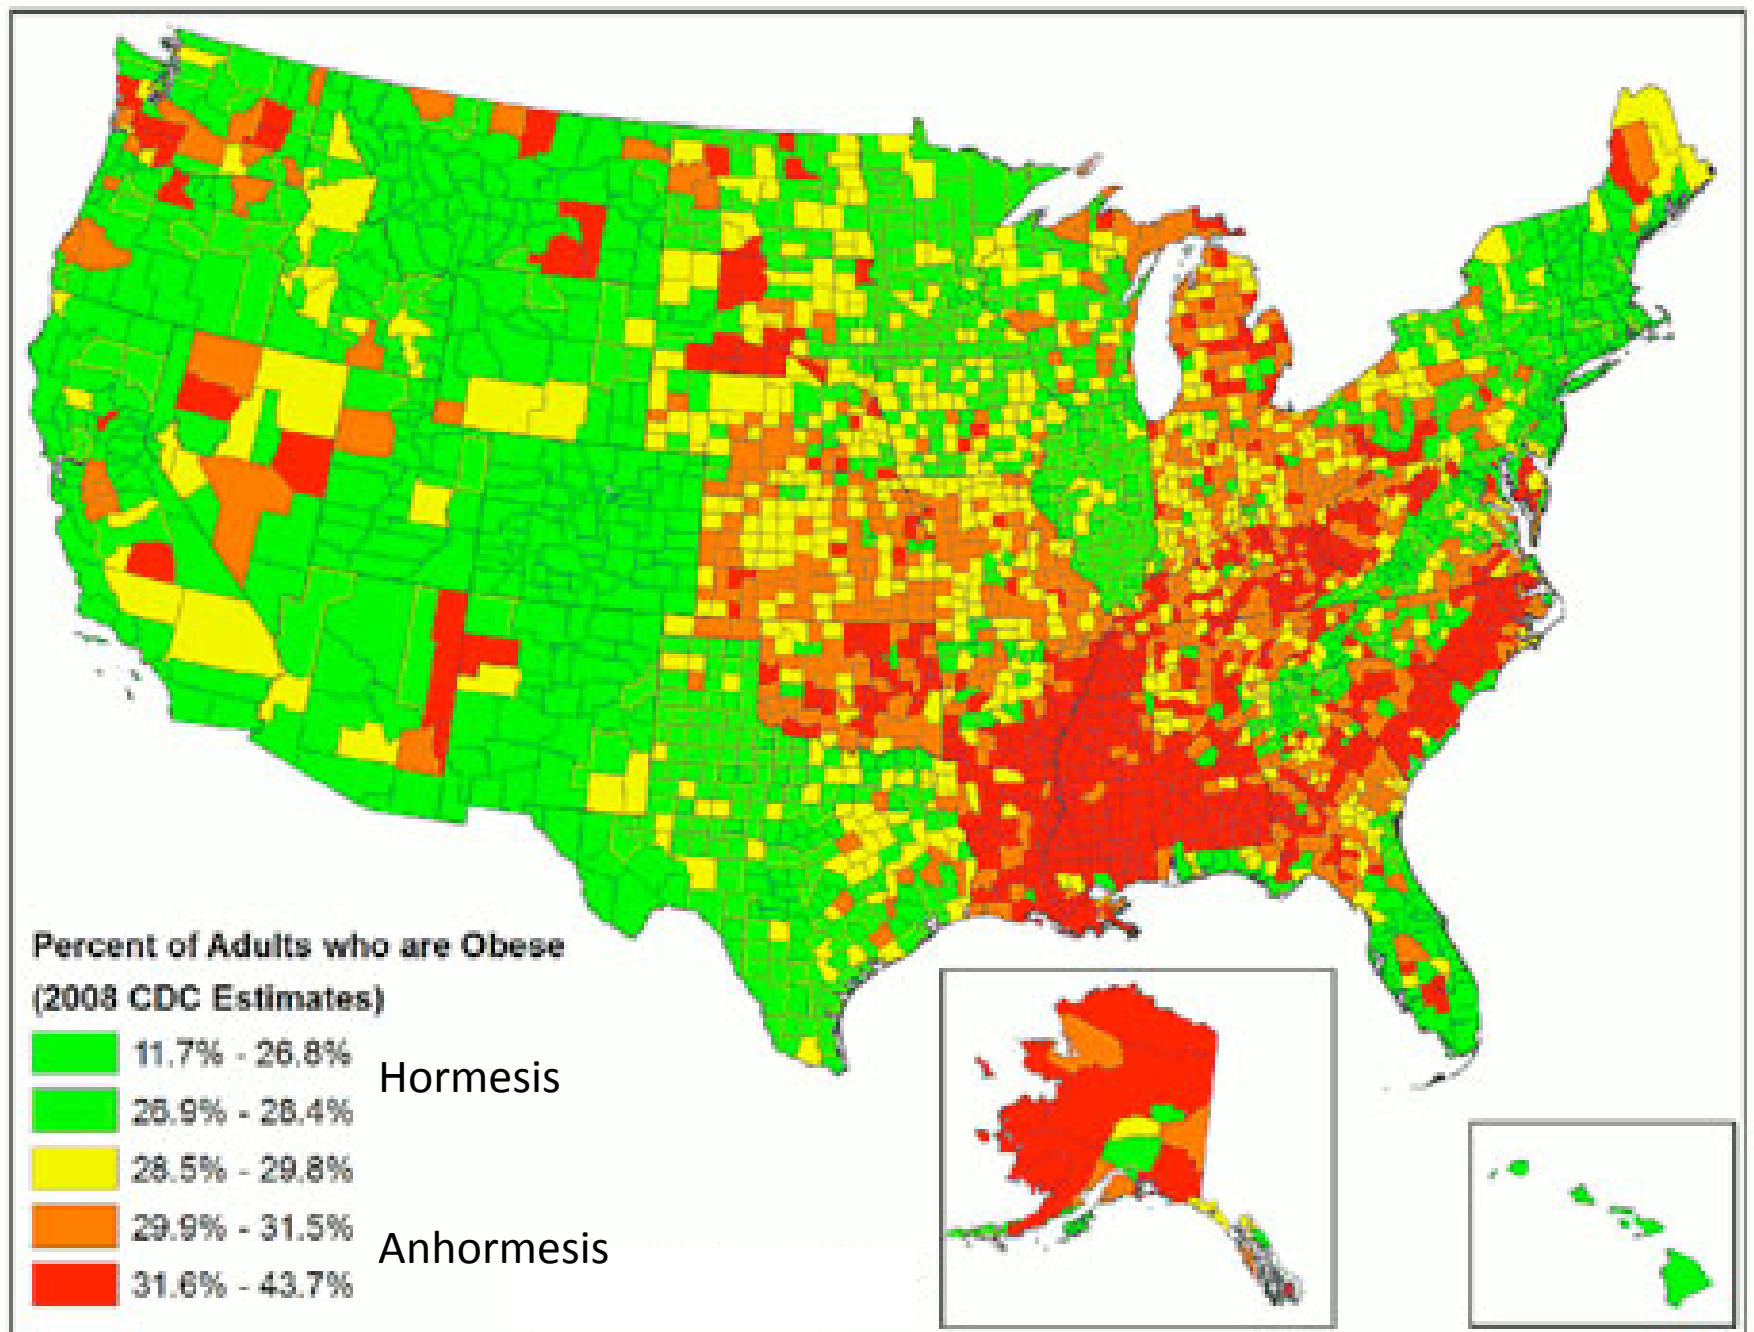 Percent of Adults who are Obese
(2008 CDC Estimates)
11.7% - 26.8%
Hormesis
26.9% - 28.4%
28.5% - 29.8%
29.9% - 31.5%
Anhormesis
31.6% - 43.7%